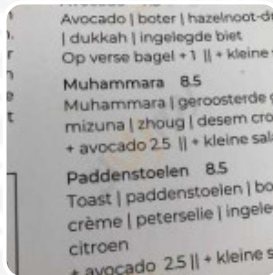 Avocado | boter | hazelnoot-d
| dukkah | ingelegde biet
Op verse bagel + 1 || + kleine
Muhammara 8.5
Muhammara | geroosterde
mizuna | zhoug | desem cro
+ avocado 2.5 || + kleine sal
Paddenstoelen 8.5
Toast | paddenstoelen | bo
crème | peterselie | ingele
citroen
+ avocado 2.5 || + kleine s